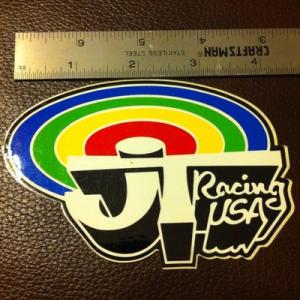 1 2 3 4
CRAFTSMAN
STAINLESS STEEL
JT Racing
USA